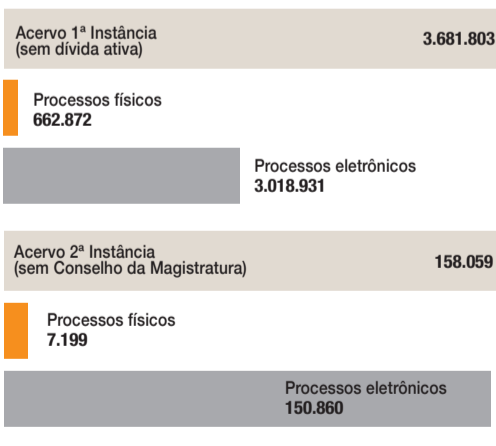 Acervo 1ª Instância
(sem dívida ativa)
3.681.803
Processos físicos
662.872
Processos eletrônicos
3.018.931
Acervo 2ª Instância
(sem Conselho da Magistratura)
158.059
Processos físicos
7.199
Processos eletrônicos
150.860